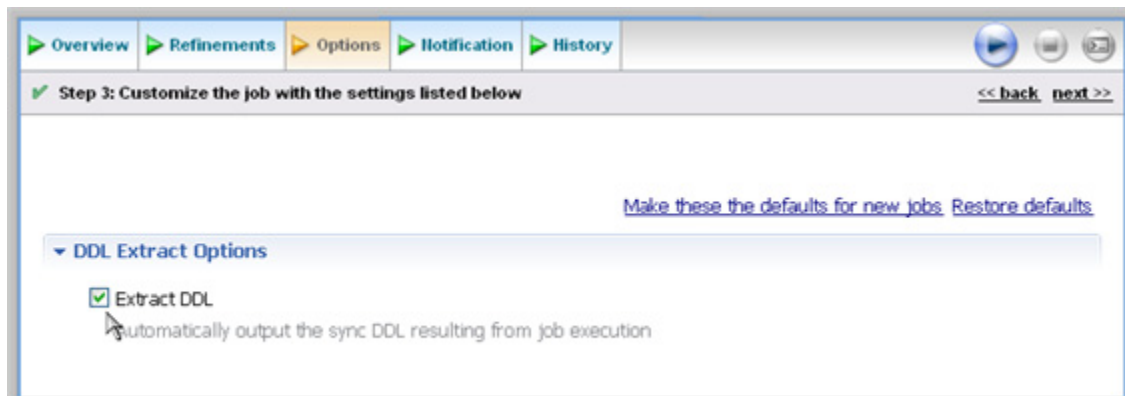 Overview Refinements Options Notification History
Step 3: Customize the job with the settings listed below << back next >>
Make these the defaults for new jobs Restore defaults
DDL Extract Options
Extract DDL
Automatically output the sync DDL resulting from job execution